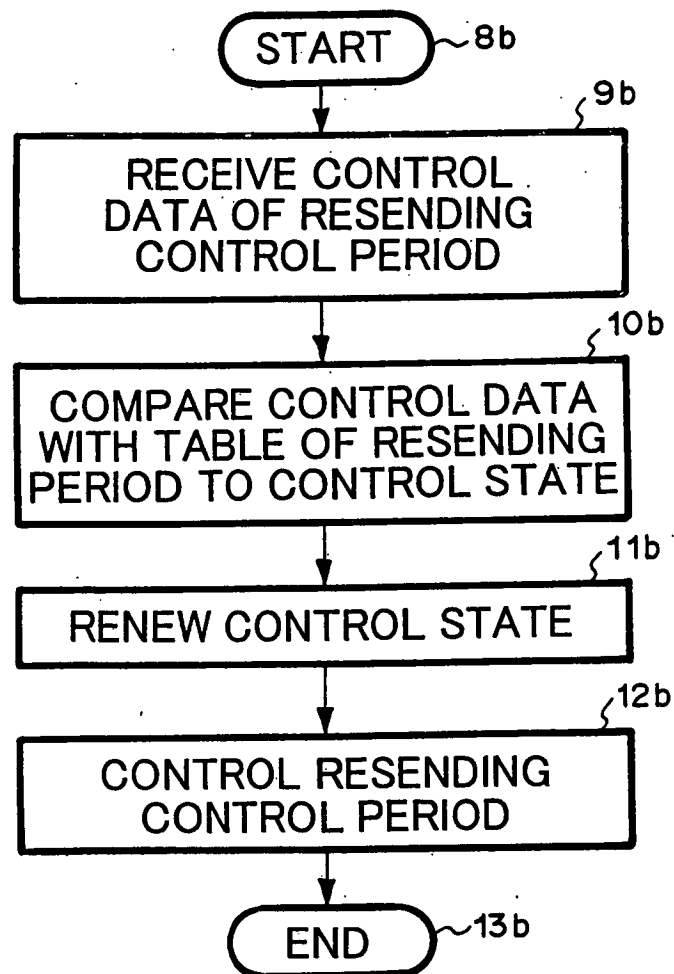 START
8b
9b
RECEIVE CONTROL
DATA OF RESENDING
CONTROL PERIOD
10b
COMPARE CONTROL DATA
WITH TABLE OF RESENDING
PERIOD TO CONTROL STATE
11b
RENEW CONTROL STATE
12b
CONTROL RESENDING
CONTROL PERIOD
END
13b